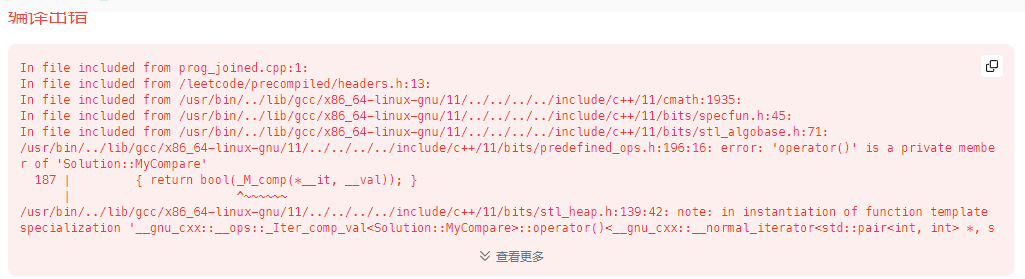 编译出错
In file included from prog_joined.cpp:1:
In file included from /leetcode/precompiled/headers.h:13:
In file included from /usr/bin/../lib/gcc/x86_64-linux-gnu/11/../../../../include/c++/11/cmath:1935:
In file included from /usr/bin/../lib/gcc/x86_64-linux-gnu/11/../../../../include/c++/11/bits/specfun.h:45:
In file included from /usr/bin/../lib/gcc/x86_64-linux-gnu/11/../../../../include/c++/11/bits/stl_algobase.h:71:
/usr/bin/../lib/gcc/x86_64-linux-gnu/11/../../../../include/c++/11/bits/predefined_ops.h:196:16: error: 'operator()' is a private membe
r of 'Solution::MyCompare'
  187 |         { return bool(_M_comp(*__it, __val)); }
      |                       ^~~~~~~
/usr/bin/../lib/gcc/x86_64-linux-gnu/11/../../../../include/c++/11/bits/stl_heap.h:139:42: note: in instantiation of function template
specialization '__gnu_cxx::__ops::_Iter_comp_val<Solution::MyCompare>::operator()<__gnu_cxx::__normal_iterator<std::pair<int, int> *, s
查看更多